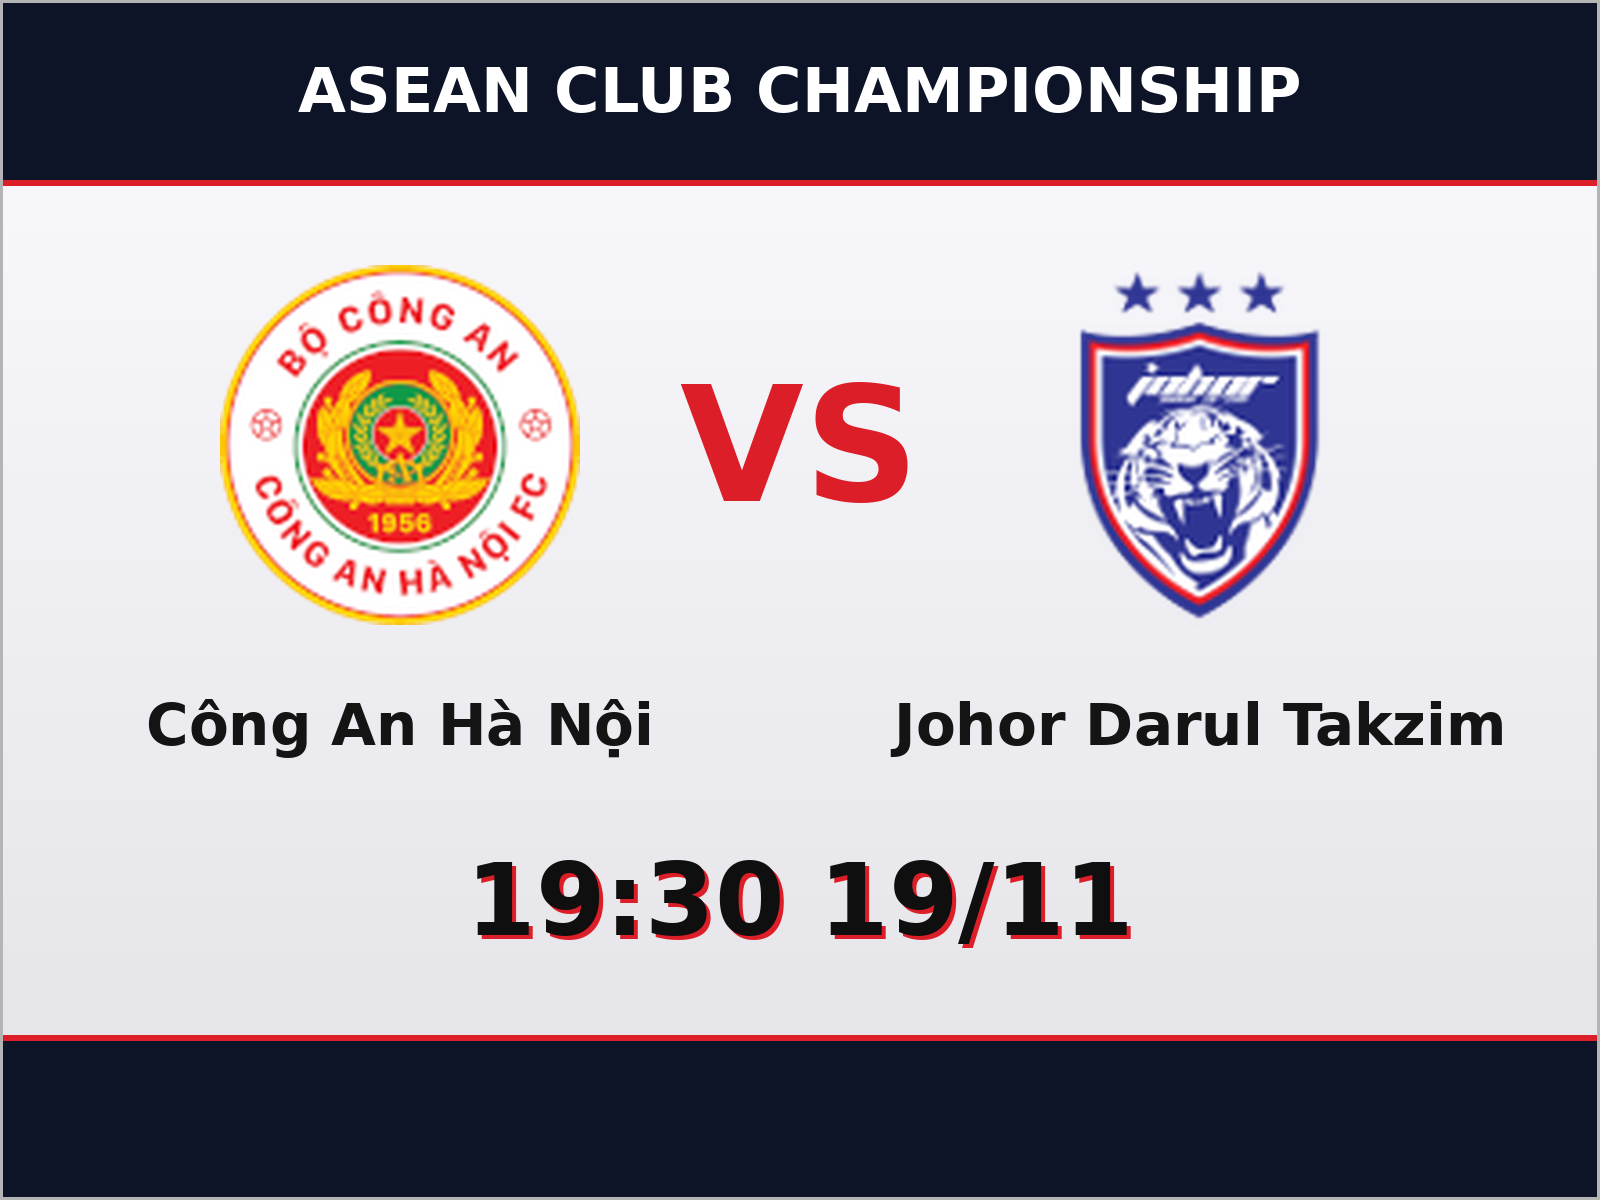 ASEAN CLUB CHAMPIONSHIP
BỘ CÔNG AN
1956
CÔNG AN HÀ NỘI FC
VS
johor
Công An Hà Nội
Johor Darul Takzim
19:30 19/11